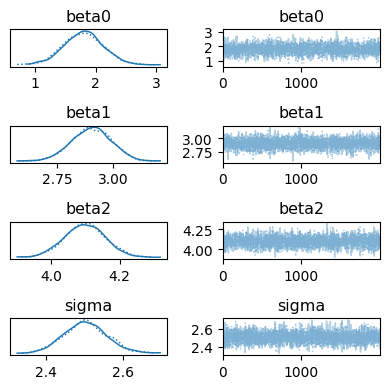 beta0 beta0
3
2
1
1 2 3 0 1000
beta1 beta1
3.00
2.75
2.75 3.00 0 1000
beta2 beta2
4.25
4.00
4.0 4.2 0 1000
sigma sigma
2.6
2.4
2.4 2.6 0 1000